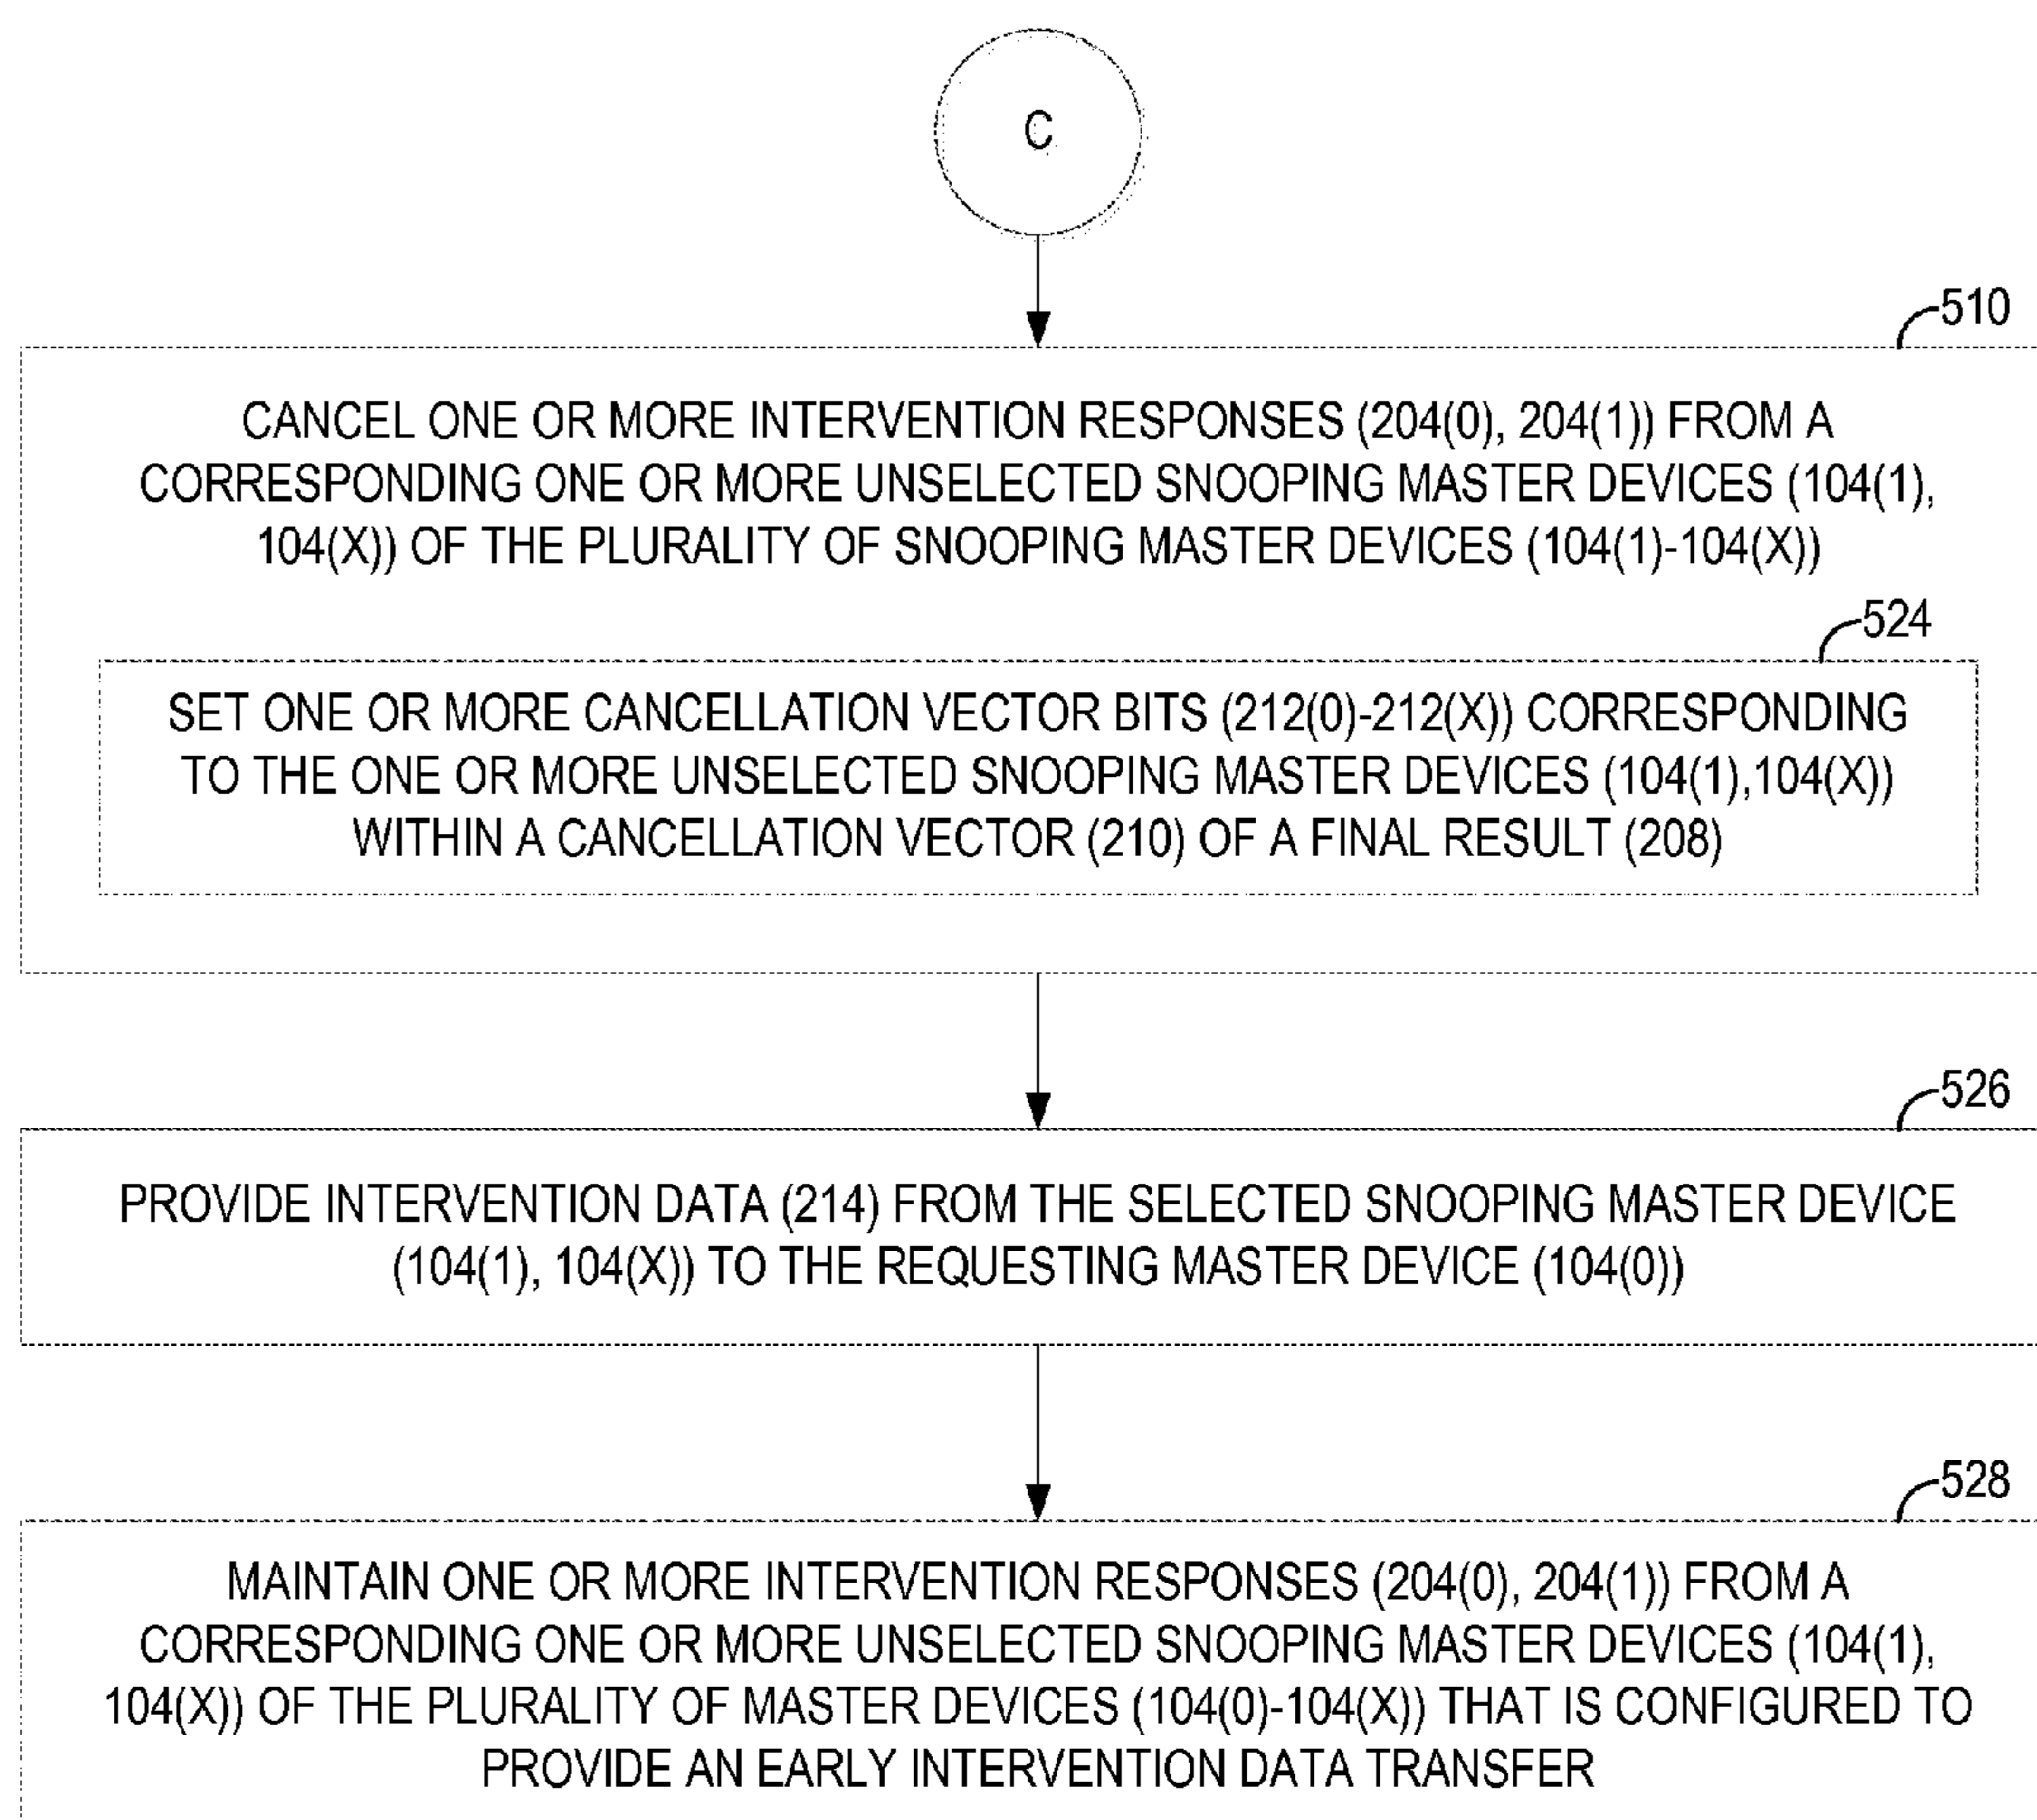 C
510
CANCEL ONE OR MORE INTERVENTION RESPONSES (204(0), 204(1)) FROM A
CORRESPONDING ONE OR MORE UNSELECTED SNOOPING MASTER DEVICES (104(1),
104(X)) OF THE PLURALITY OF SNOOPING MASTER DEVICES (104(1)-104(X))
524
SET ONE OR MORE CANCELLATION VECTOR BITS (212(0)-212(X)) CORRESPONDING
TO THE ONE OR MORE UNSELECTED SNOOPING MASTER DEVICES (104(1),104(X))
WITHIN A CANCELLATION VECTOR (210) OF A FINAL RESULT (208)
526
PROVIDE INTERVENTION DATA (214) FROM THE SELECTED SNOOPING MASTER DEVICE
(104(1), 104(X)) TO THE REQUESTING MASTER DEVICE (104(0))
528
MAINTAIN ONE OR MORE INTERVENTION RESPONSES (204(0), 204(1)) FROM A
CORRESPONDING ONE OR MORE UNSELECTED SNOOPING MASTER DEVICES (104(1),
104(X)) OF THE PLURALITY OF MASTER DEVICES (104(0)-104(X)) THAT IS CONFIGURED TO
PROVIDE AN EARLY INTERVENTION DATA TRANSFER